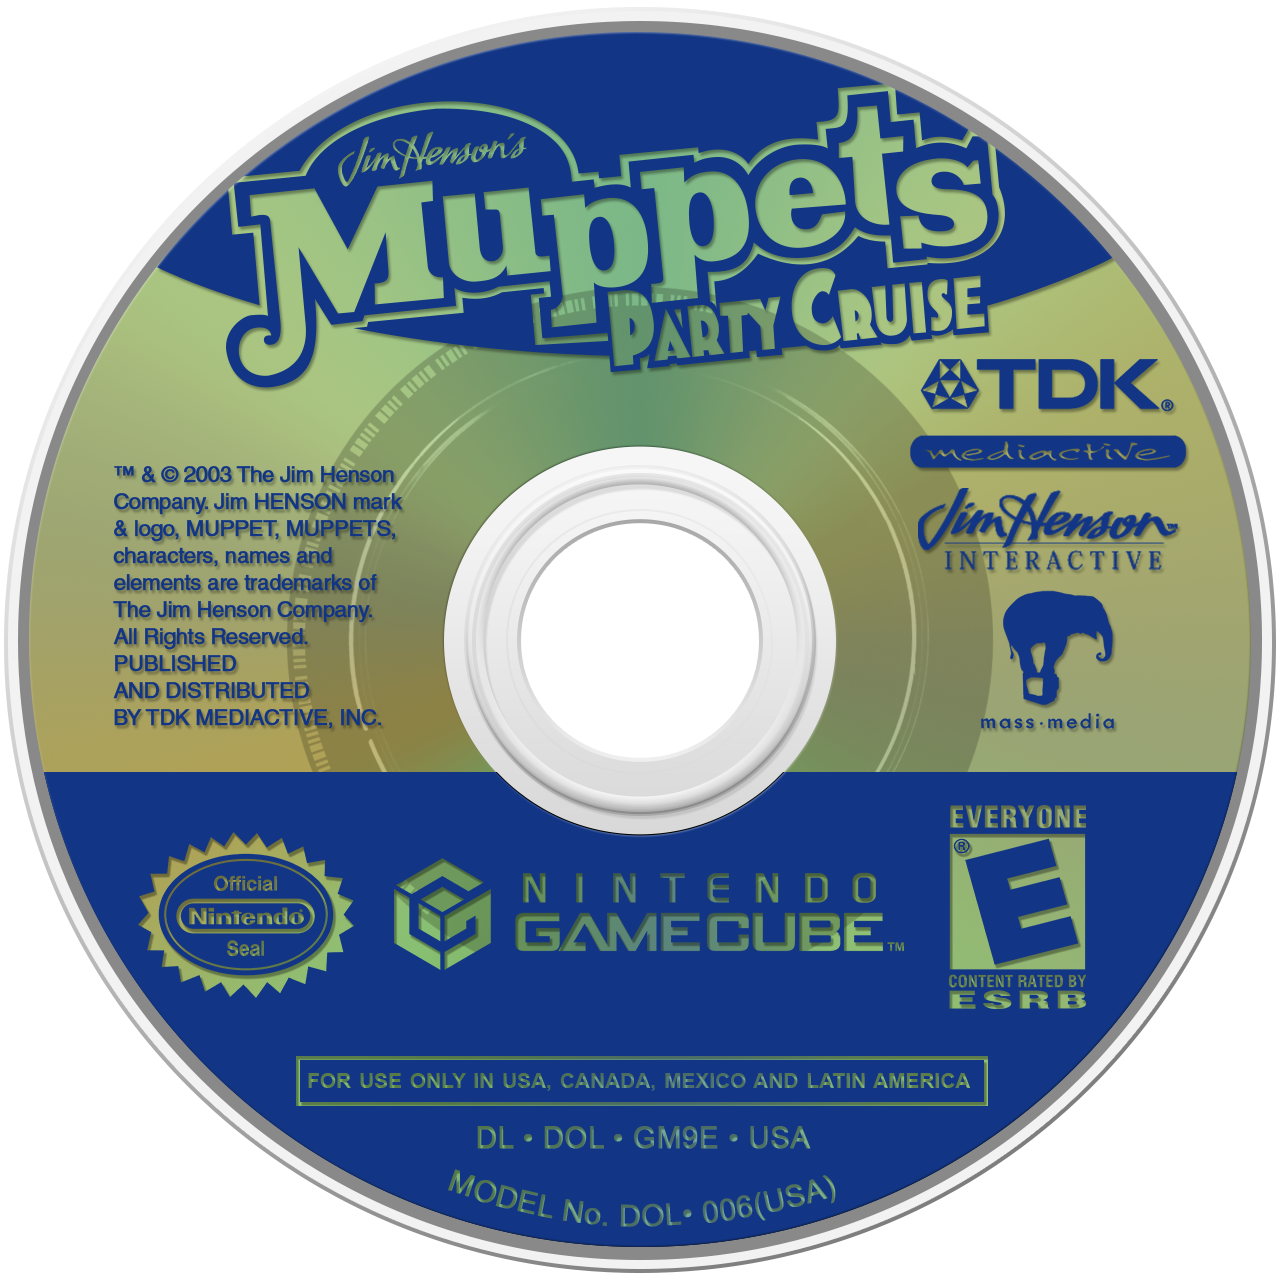 Jim Henson's
Muppets
PARTY CRUISE
TDK®
mediactive
Jim Henson
INTERACTIVE
mass·media
™ & © 2003 The Jim Henson
Company. Jim HENSON mark
& logo, MUPPET, MUPPETS,
characters, names and
elements are trademarks of
The Jim Henson Company.
All Rights Reserved.
PUBLISHED
AND DISTRIBUTED
BY TDK MEDIACTIVE, INC.
Official
Nintendo
Seal
NINTENDO
GAMECUBE™
EVERYONE
®
E
CONTENT RATED BY
ESRB
FOR USE ONLY IN USA, CANADA, MEXICO AND LATIN AMERICA
DL • DOL • GM9E • USA
MODEL No. DOL• 006(USA)